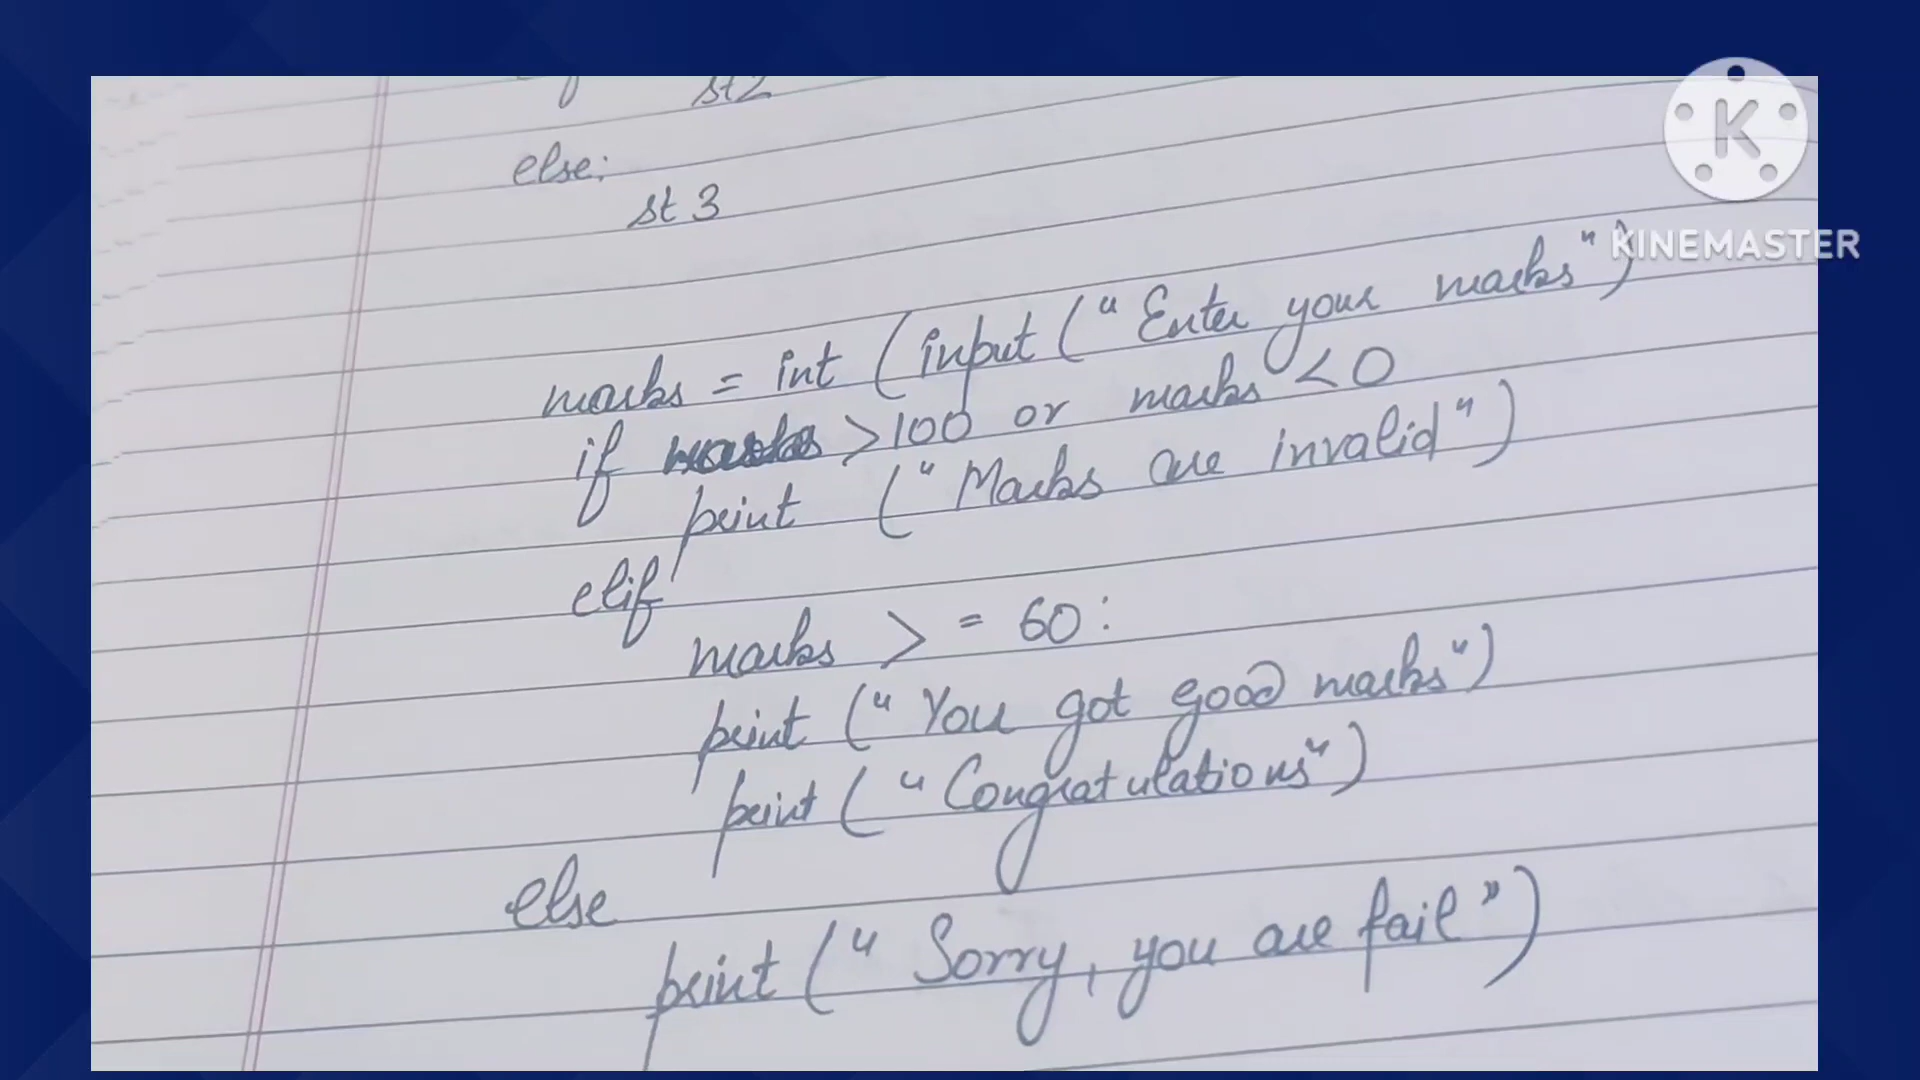 st2
else:
st 3
marks = int (input ("Enter your marks")
if marks >100 or marks <0
print ("Marks are invalid")
elif
marks > = 60:
print ("You got good marks")
print ("Congratulations")
else
print ("Sorry, you are fail")
K
KINEMASTER